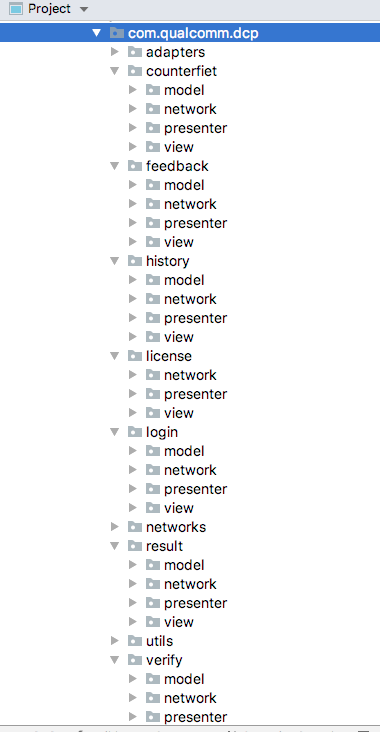 Project
com.qualcomm.dcp
adapters
counterfiet
model
network
presenter
view
feedback
model
network
presenter
view
history
model
network
presenter
view
license
network
presenter
view
login
model
network
presenter
view
networks
result
model
network
presenter
view
utils
verify
model
network
presenter